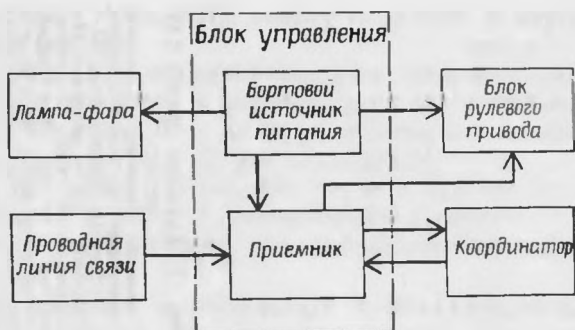 Блок управления
Лампа-фара
Бортовой
источник
питания
Блок
рулевого
привода
Проводная
линия связи
Приемник
Координатор